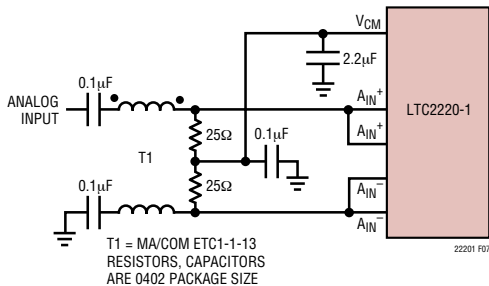 V_CM
2.2µF
0.1µF
ANALOG
INPUT
A_IN^+
LTC2220-1
A_IN^+
25Ω
0.1µF
T1
0.1µF
25Ω
A_IN^–
A_IN^–
T1 = MA/COM ETC1-1-13
RESISTORS, CAPACITORS
ARE 0402 PACKAGE SIZE
22201 F07